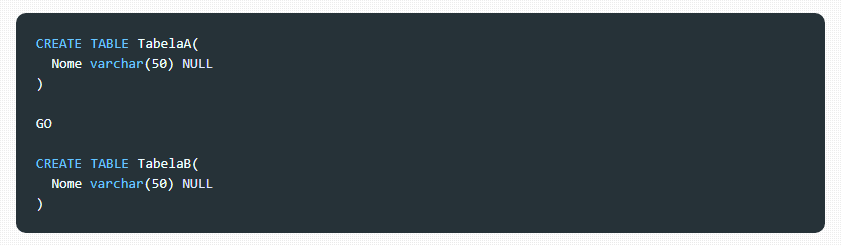 CREATE TABLE TabelaA(
  Nome varchar(50) NULL
)
GO
CREATE TABLE TabelaB(
  Nome varchar(50) NULL
)